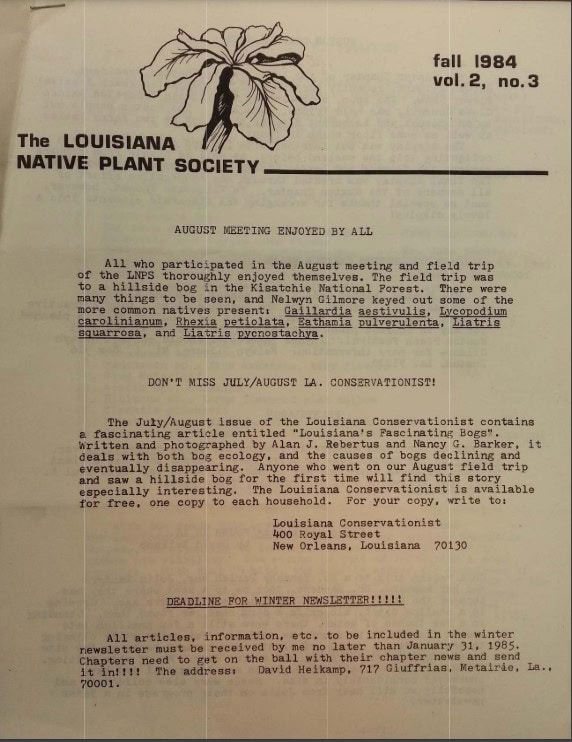 fall 1984
vol.2, no.3
The LOUISIANA
NATIVE PLANT SOCIETY
AUGUST MEETING ENJOYED BY ALL
All who participated in the August meeting and field trip
of the LNPS thoroughly enjoyed themselves. The field trip was
to a hillside bog in the Kisatchie National Forest. There were
many things to be seen, and Nelwyn Gilmore keyed out some of the
more common natives present: Gaillardia aestivulis, Lycopodium
carolinianum, Rhexia petiolata, Eathamia pulverulenta, Liatris
squarrosa, and Liatris pycnostachya.
DON'T MISS JULY/AUGUST LA. CONSERVATIONIST!
The July/August issue of the Louisiana Conservationist contains
a fascinating article entitled "Louisiana's Fascinating Bogs".
Written and photographed by Alan J. Rebertus and Nancy G. Barker, it
deals with both bog ecology, and the causes of bogs declining and
eventually disappearing. Anyone who went on our August field trip
and saw a hillside bog for the first time will find this story
especially interesting. The Louisiana Conservationist is available
for free, one copy to each household. For your copy, write to:
Louisiana Conservationist
400 Royal Street
New Orleans, Louisiana 70130
DEADLINE FOR WINTER NEWSLETTER!!!!!
All articles, information, etc. to be included in the winter
newsletter must be received by me no later than January 31, 1985.
Chapters need to get on the ball with their chapter news and send
it in!!!! The address: David Heikamp, 717 Giuffrias, Metairie, La.,
70001.